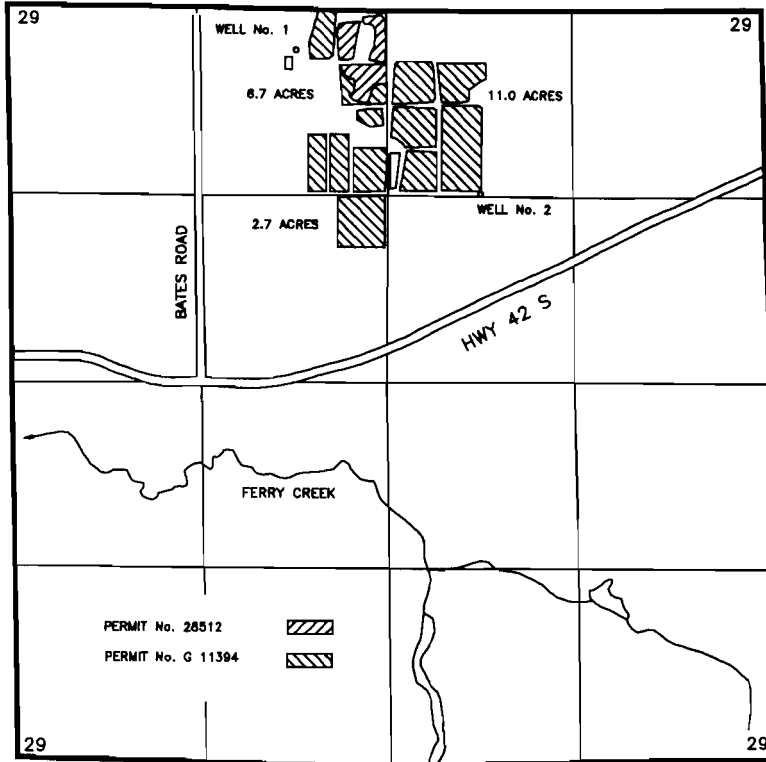 29
29
WELL No. 1
6.7 ACRES
11.0 ACRES
WELL No. 2
2.7 ACRES
BATES ROAD
HWY 42 S
FERRY CREEK
PERMIT No. 28512
PERMIT No. G 11394
29
29